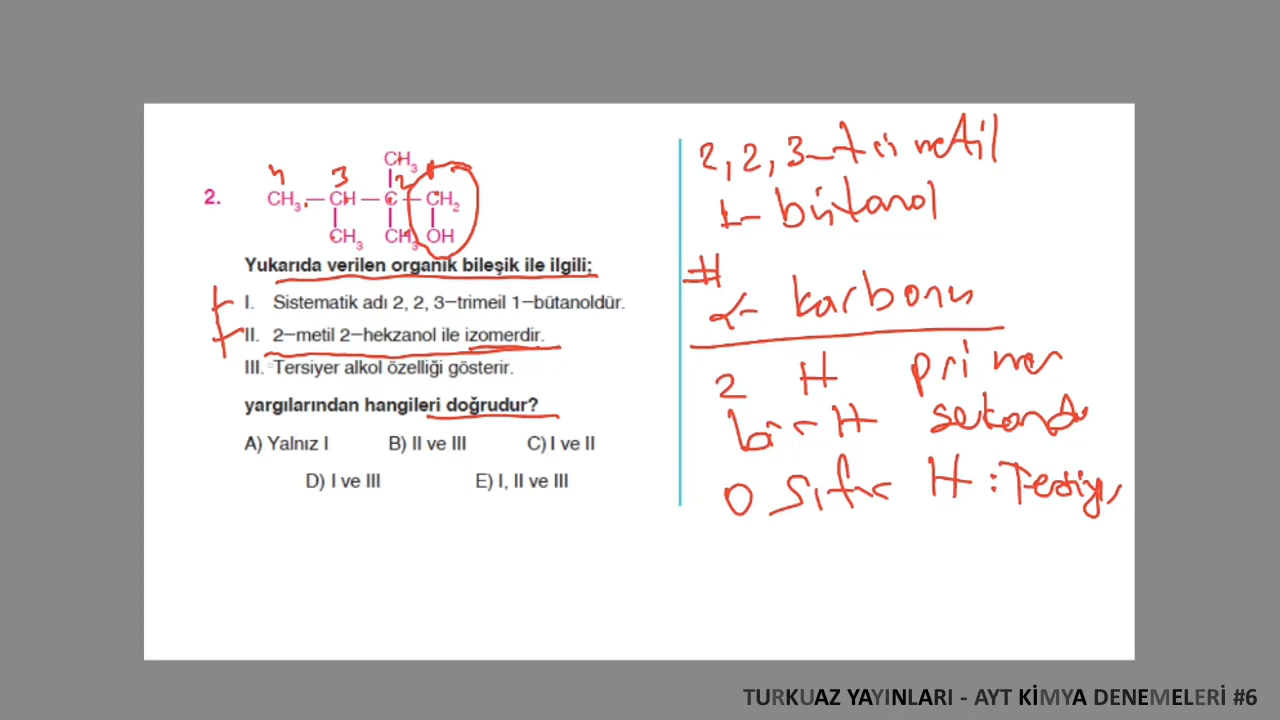 CH3
4 3 2 1
2. CH3 — CH — C — CH2
CH3 CH3 OH
Yukarıda verilen organik bileşik ile ilgili;
I. Sistematik adı 2, 2, 3–trimeil 1–bütanoldür.
II. 2–metil 2–hekzanol ile izomerdir.
III. Tersiyer alkol özelliği gösterir.
yargılarından hangileri doğrudur?
A) Yalnız I B) II ve III C) I ve II
D) I ve III E) I, II ve III
2, 2, 3–tri metil
1– bütanol
#
α– karbonu
2 H primer
bir H sekonder
0 sıfır H : Tersiyer
TURKUAZ YAYINLARI - AYT KİMYA DENEMELERİ #6